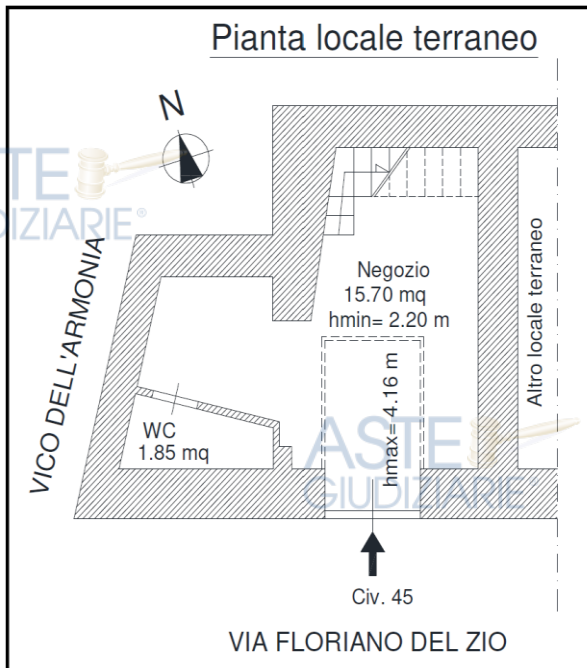 Pianta locale terraneo
N
ASTE
GIUDIZIARIE®
VICO DELL'ARMONIA
Negozio
15.70 mq
hmin= 2.20 m
hmax= 4.16 m
Altro locale terraneo
WC
1.85 mq
ASTE
GIUDIZIARIE®
Civ. 45
VIA FLORIANO DEL ZIO